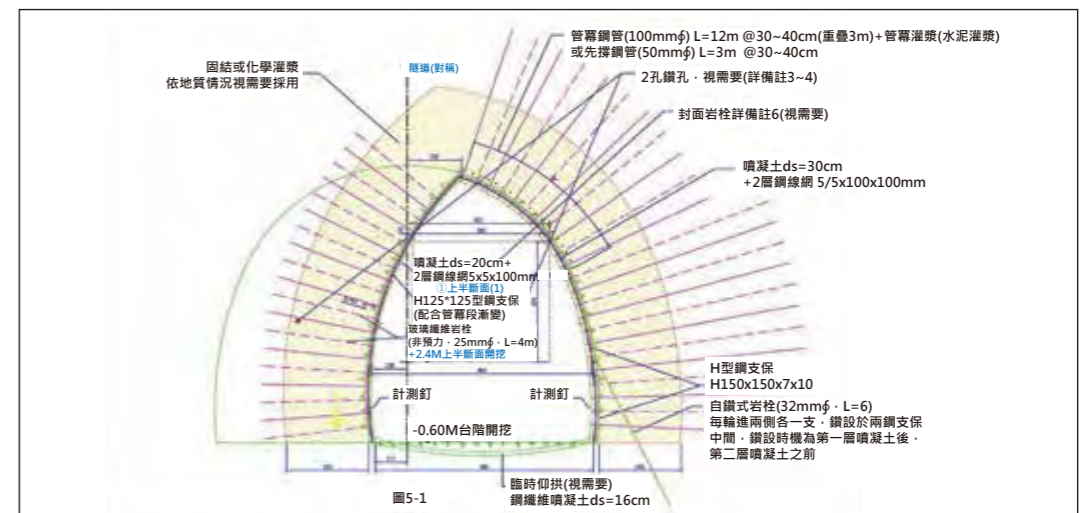 管幕鋼管(100mmϕ) L=12m @30~40cm(重疊3m)+管幕灌漿(水泥灌漿)
或先撐鋼管(50mmϕ) L=3m @30~40cm
固結或化學灌漿
依地質情況視需要採用
隧道(對稱)
2孔鑽孔，視需要(詳備註3~4)
封面岩栓詳備註6(視需要)
噴凝土ds=30cm
+2層鋼線網 5/5x100x100mm
噴凝土ds=20cm+
2層鋼線網5x5x100mm
①上半斷面(1)
H125*125型鋼支保
(配合管幕段漸變)
玻璃纖維岩栓
(非預力，25mmϕ，L=4m)
+2.4M上半斷面開挖
H型鋼支保
H150x150x7x10
計測釘
計測釘
自鑽式岩栓(32mmϕ，L=6)
每輪進兩側各一支，鑽設於兩鋼支保
中間，鑽設時機為第一層噴凝土後，
第二層噴凝土之前
-0.60M台階開挖
臨時仰拱(視需要)
鋼纖維噴凝土ds=16cm
圖5-1